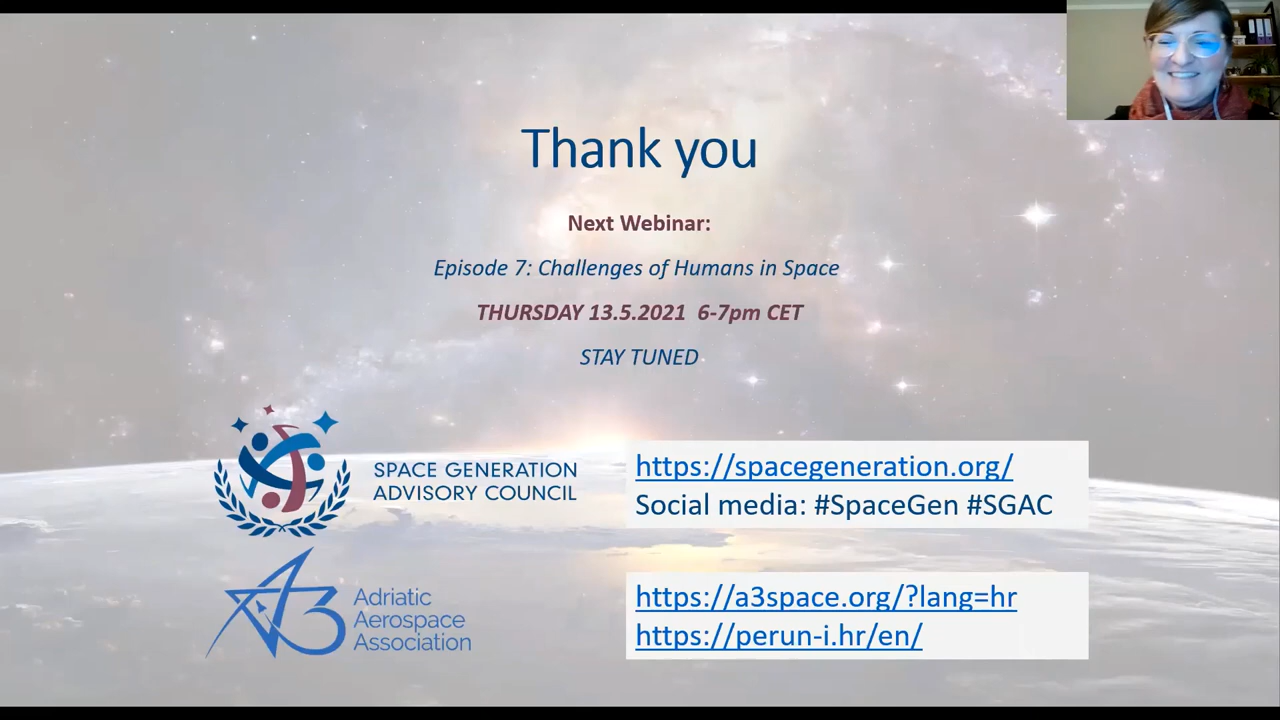 Thank you
Next Webinar:
Episode 7: Challenges of Humans in Space
THURSDAY 13.5.2021 6-7pm CET
STAY TUNED
SPACE GENERATION
ADVISORY COUNCIL
https://spacegeneration.org/
Social media: #SpaceGen #SGAC
A3
Adriatic
Aerospace
Association
https://a3space.org/?lang=hr
https://perun-i.hr/en/